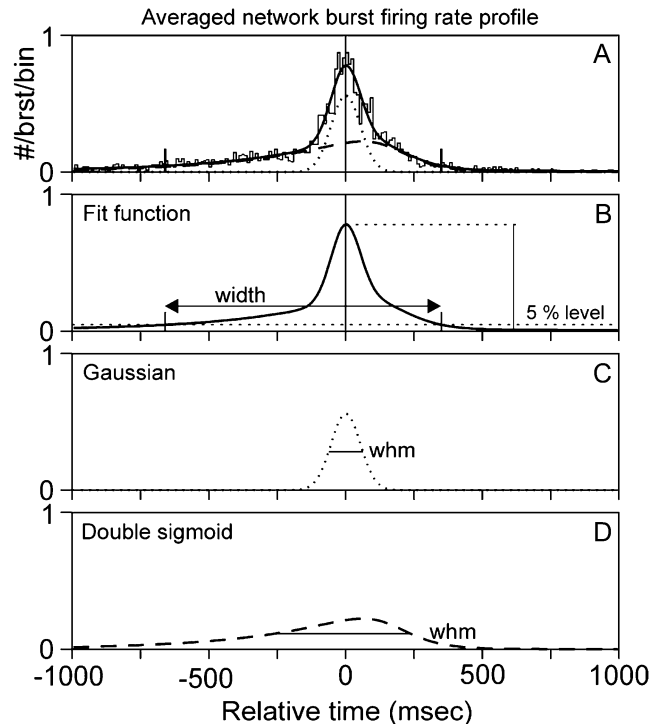 Averaged network burst firing rate profile
#/brst/bin
1
A
0
1
Fit function
B
width
5 % level
0
1
Gaussian
C
whm
0
1
Double sigmoid
D
whm
0
-1000 -500 0 500 1000
Relative time (msec)